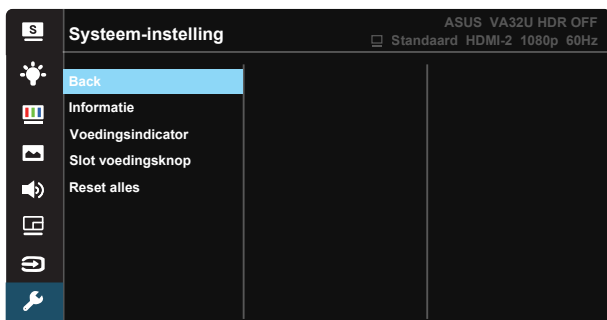 S
Systeem-instelling
ASUS VA32U HDR OFF
Standaard HDMI-2 1080p 60Hz
Back
Informatie
Voedingsindicator
Slot voedingsknop
Reset alles